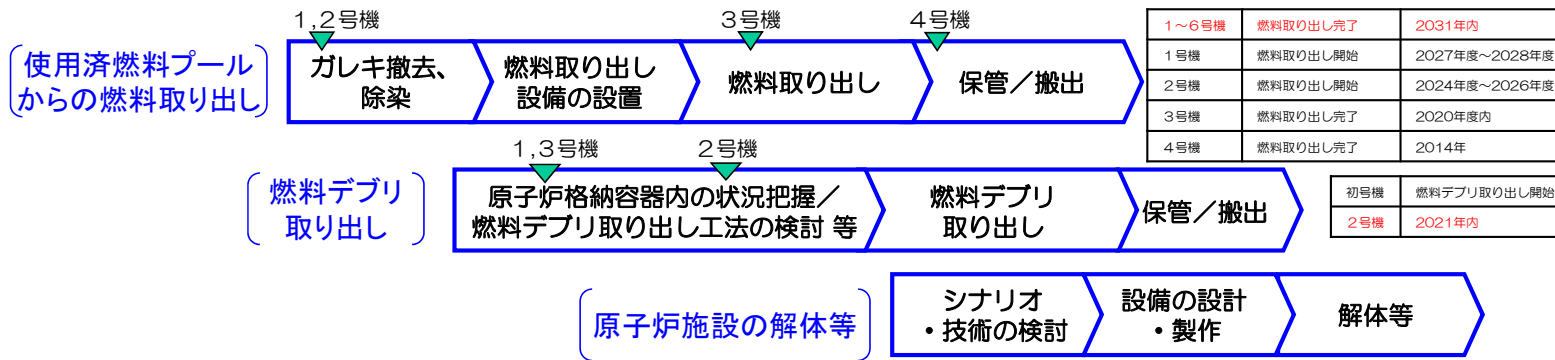 1,2号機
3号機
4号機
使用済燃料プール
からの燃料取り出し
ガレキ撤去、
除染
燃料取り出し
設備の設置
燃料取り出し
保管/搬出
1~6号機 燃料取り出し完了 2031年内
1号機 燃料取り出し開始 2027年度~2028年度
2号機 燃料取り出し開始 2024年度~2026年度
3号機 燃料取り出し完了 2020年度内
4号機 燃料取り出し完了 2014年
1,3号機
2号機
燃料デブリ
取り出し
原子炉格納容器内の状況把握/
燃料デブリ取り出し工法の検討 等
燃料デブリ
取り出し
保管/搬出
初号機 燃料デブリ取り出し開始
2号機 2021年内
原子炉施設の解体等
シナリオ
・技術の検討
設備の設計
・製作
解体等